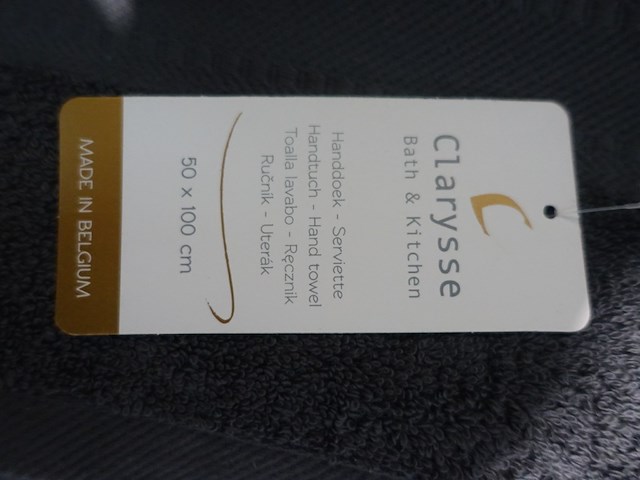 Clarysse
Bath & Kitchen
Handdoek - Serviette
Handtuch - Hand towel
Toalla lavabo - Ręcznik
Ručnik - Uterák
50 x 100 cm
MADE IN BELGIUM